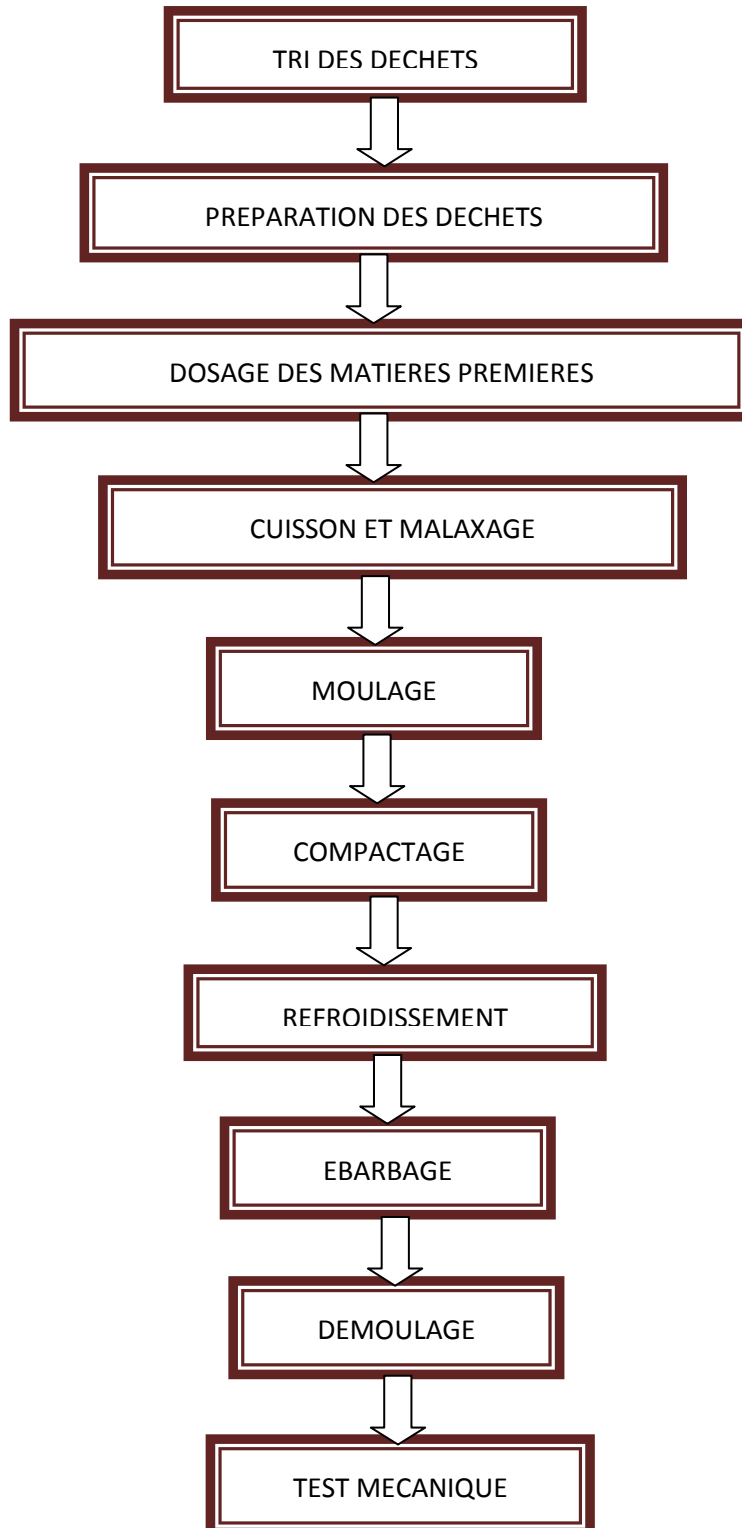 TRI DES DECHETS
PREPARATION DES DECHETS
DOSAGE DES MATIERES PREMIERES
CUISSON ET MALAXAGE
MOULAGE
COMPACTAGE
REFROIDISSEMENT
EBARBAGE
DEMOULAGE
TEST MECANIQUE